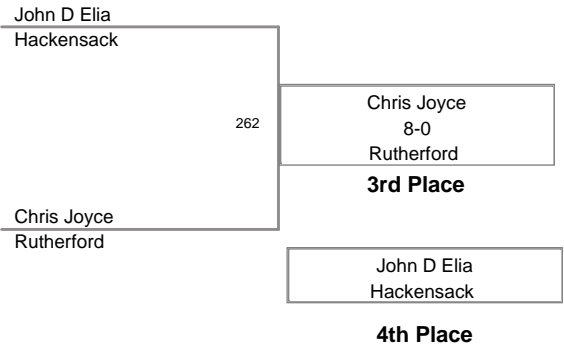 John D Elia
Hackensack
262
Chris Joyce
8-0
Rutherford
3rd Place
Chris Joyce
Rutherford
John D Elia
Hackensack
4th Place